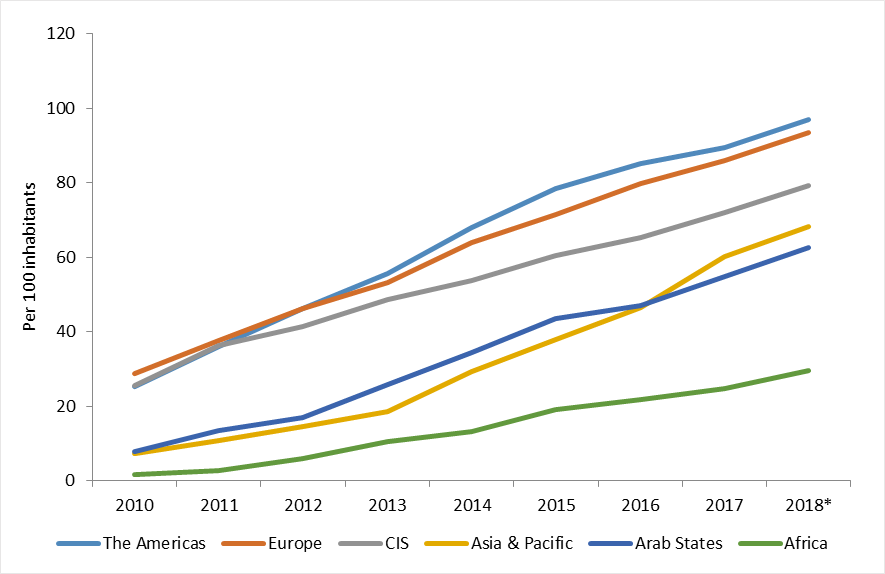 120
100
80
60
40
20
0
Per 100 inhabitants
2010 2011 2012 2013 2014 2015 2016 2017 2018*
The Americas Europe CIS Asia & Pacific Arab States Africa